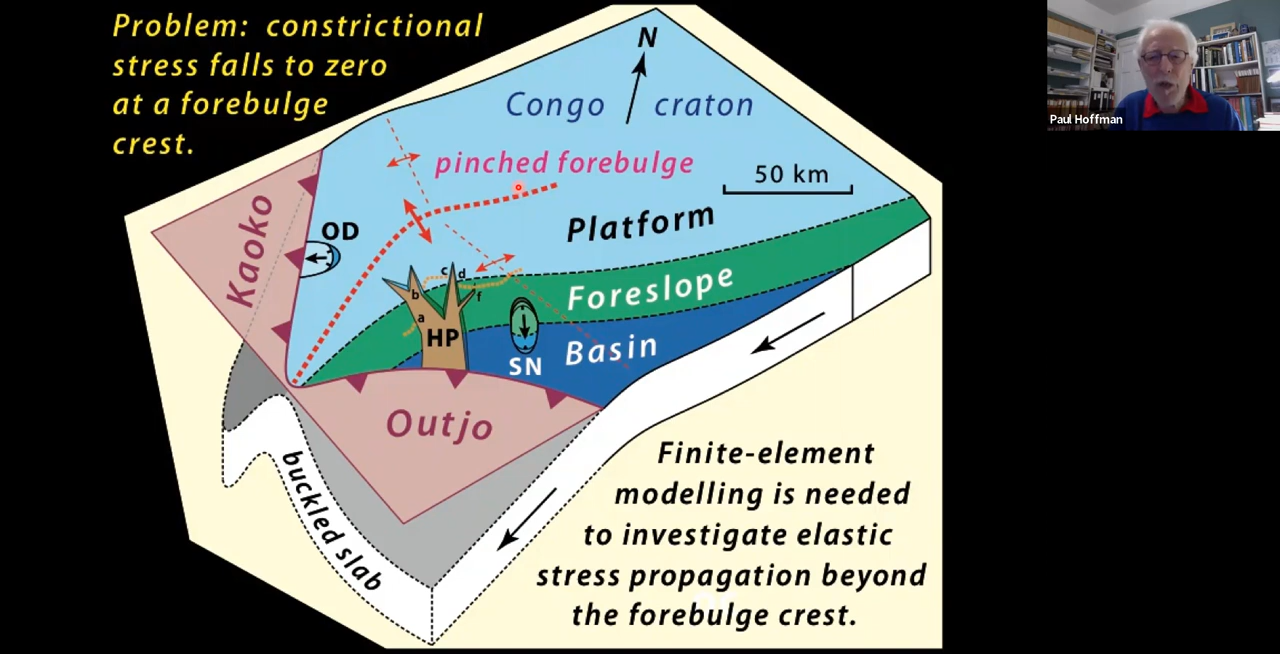 Problem: constrictional
stress falls to zero
at a forebulge
crest.
N
Congo craton
Paul Hoffman
pinched forebulge
50 km
Kaoko
OD
Platform
c d
b
f
a
HP
Foreslope
SN
Basin
Outjo
buckled slab
Finite-element
modelling is needed
to investigate elastic
stress propagation beyond
the forebulge crest.